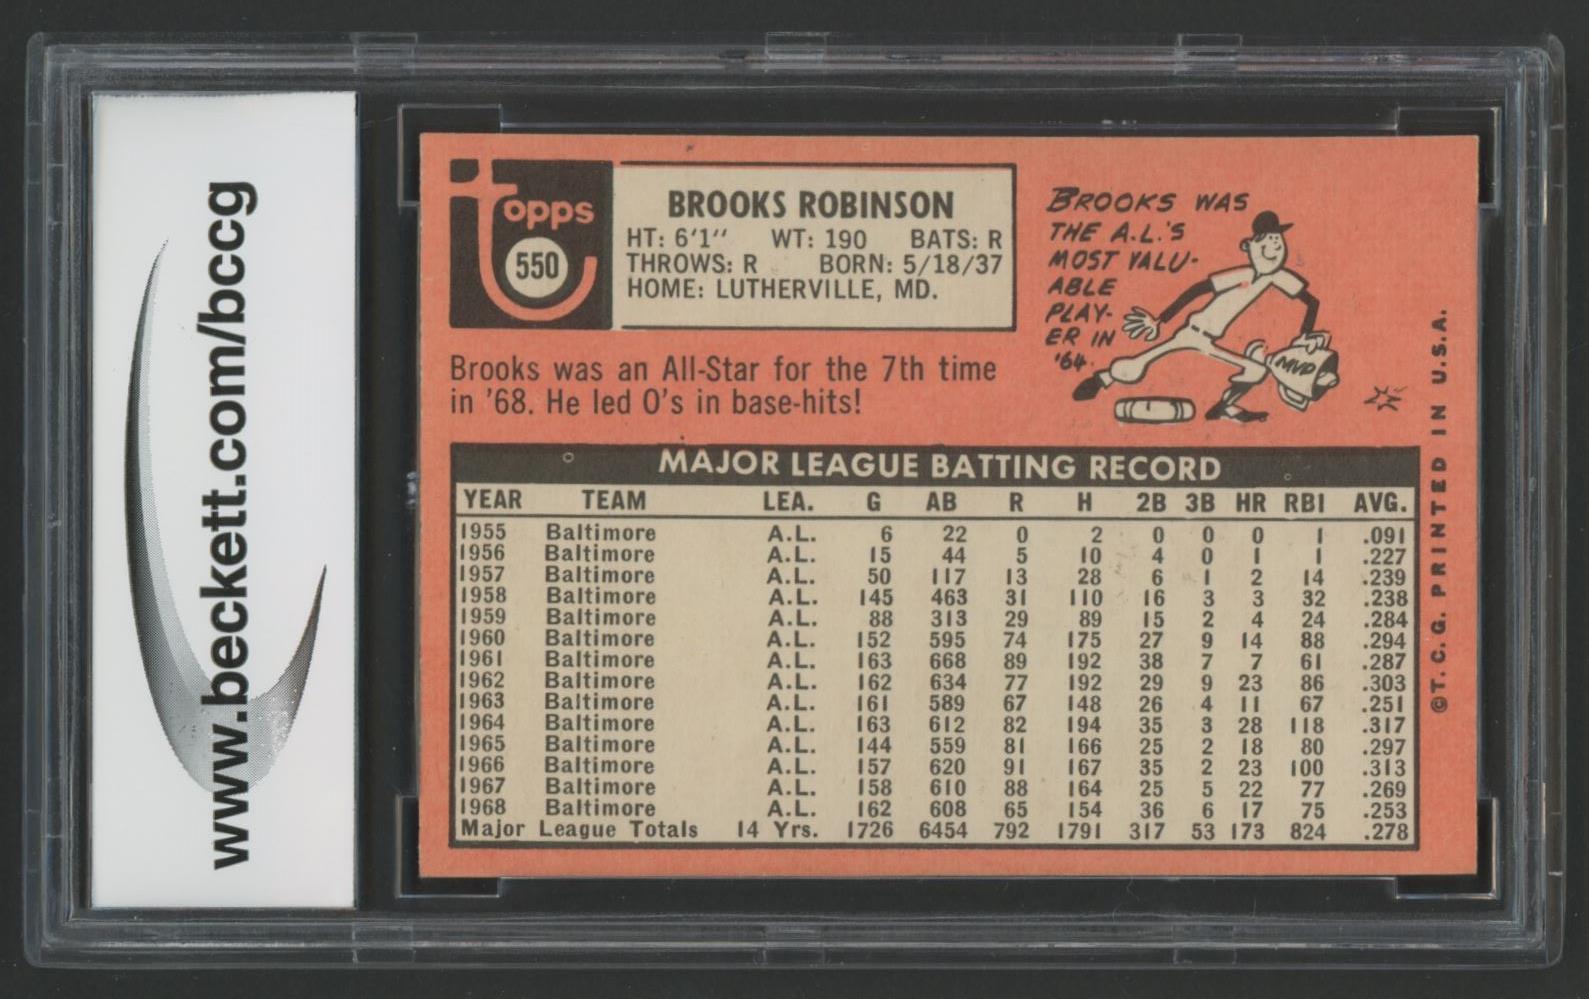 www.beckett.com/bccg
topps
550
BROOKS ROBINSON
HT: 6'1" WT: 190 BATS: R
THROWS: R BORN: 5/18/37
HOME: LUTHERVILLE, MD.
Brooks was an All-Star for the 7th time
in '68. He led O's in base-hits!
BROOKS WAS
THE A.L.'S
MOST VALU-
ABLE
PLAY-
ER IN
'64.
MVP
MAJOR LEAGUE BATTING RECORD
YEAR TEAM LEA. G AB R H 2B 3B HR RBI AVG.
1955 Baltimore A.L. 6 22 0 2 0 0 0 1 .091
1956 Baltimore A.L. 15 44 5 10 4 0 1 1 .227
1957 Baltimore A.L. 50 117 13 28 6 1 2 14 .239
1958 Baltimore A.L. 145 463 31 110 16 3 3 32 .238
1959 Baltimore A.L. 88 313 29 89 15 2 4 24 .284
1960 Baltimore A.L. 152 595 74 175 27 9 14 88 .294
1961 Baltimore A.L. 163 668 89 192 38 7 7 61 .287
1962 Baltimore A.L. 162 634 77 192 29 9 23 86 .303
1963 Baltimore A.L. 161 589 67 148 26 4 11 67 .251
1964 Baltimore A.L. 163 612 82 194 35 3 28 118 .317
1965 Baltimore A.L. 144 559 81 166 25 2 18 80 .297
1966 Baltimore A.L. 157 620 91 167 35 2 23 100 .313
1967 Baltimore A.L. 158 610 88 164 25 5 22 77 .269
1968 Baltimore A.L. 162 608 65 154 36 6 17 75 .253
Major League Totals 14 Yrs. 1726 6454 792 1791 317 53 173 824 .278
©T.C.G. PRINTED IN U.S.A.